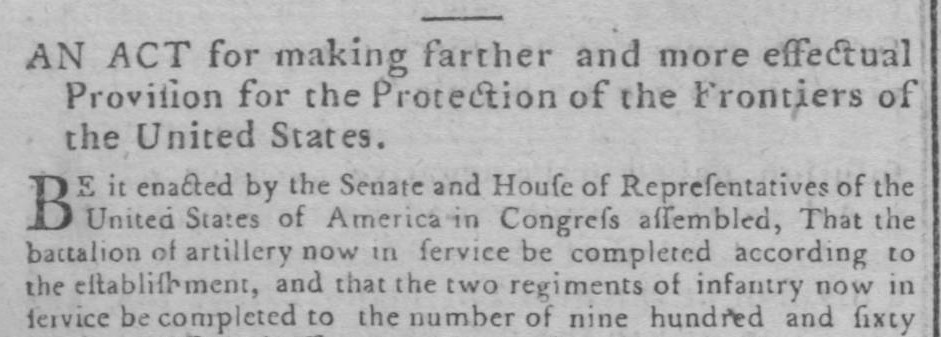 AN ACT for making farther and more effectual
Proviſion for the Protection of the Frontiers of
the United States.
BE it enacted by the Senate and Houſe of Repreſentatives of the
United States of America in Congreſs aſſembled, That the
battalion of artillery now in ſervice be completed according to
the eſtabliſhment, and that the two regiments of infantry now in
ſervice be completed to the number of nine hundred and ſixty